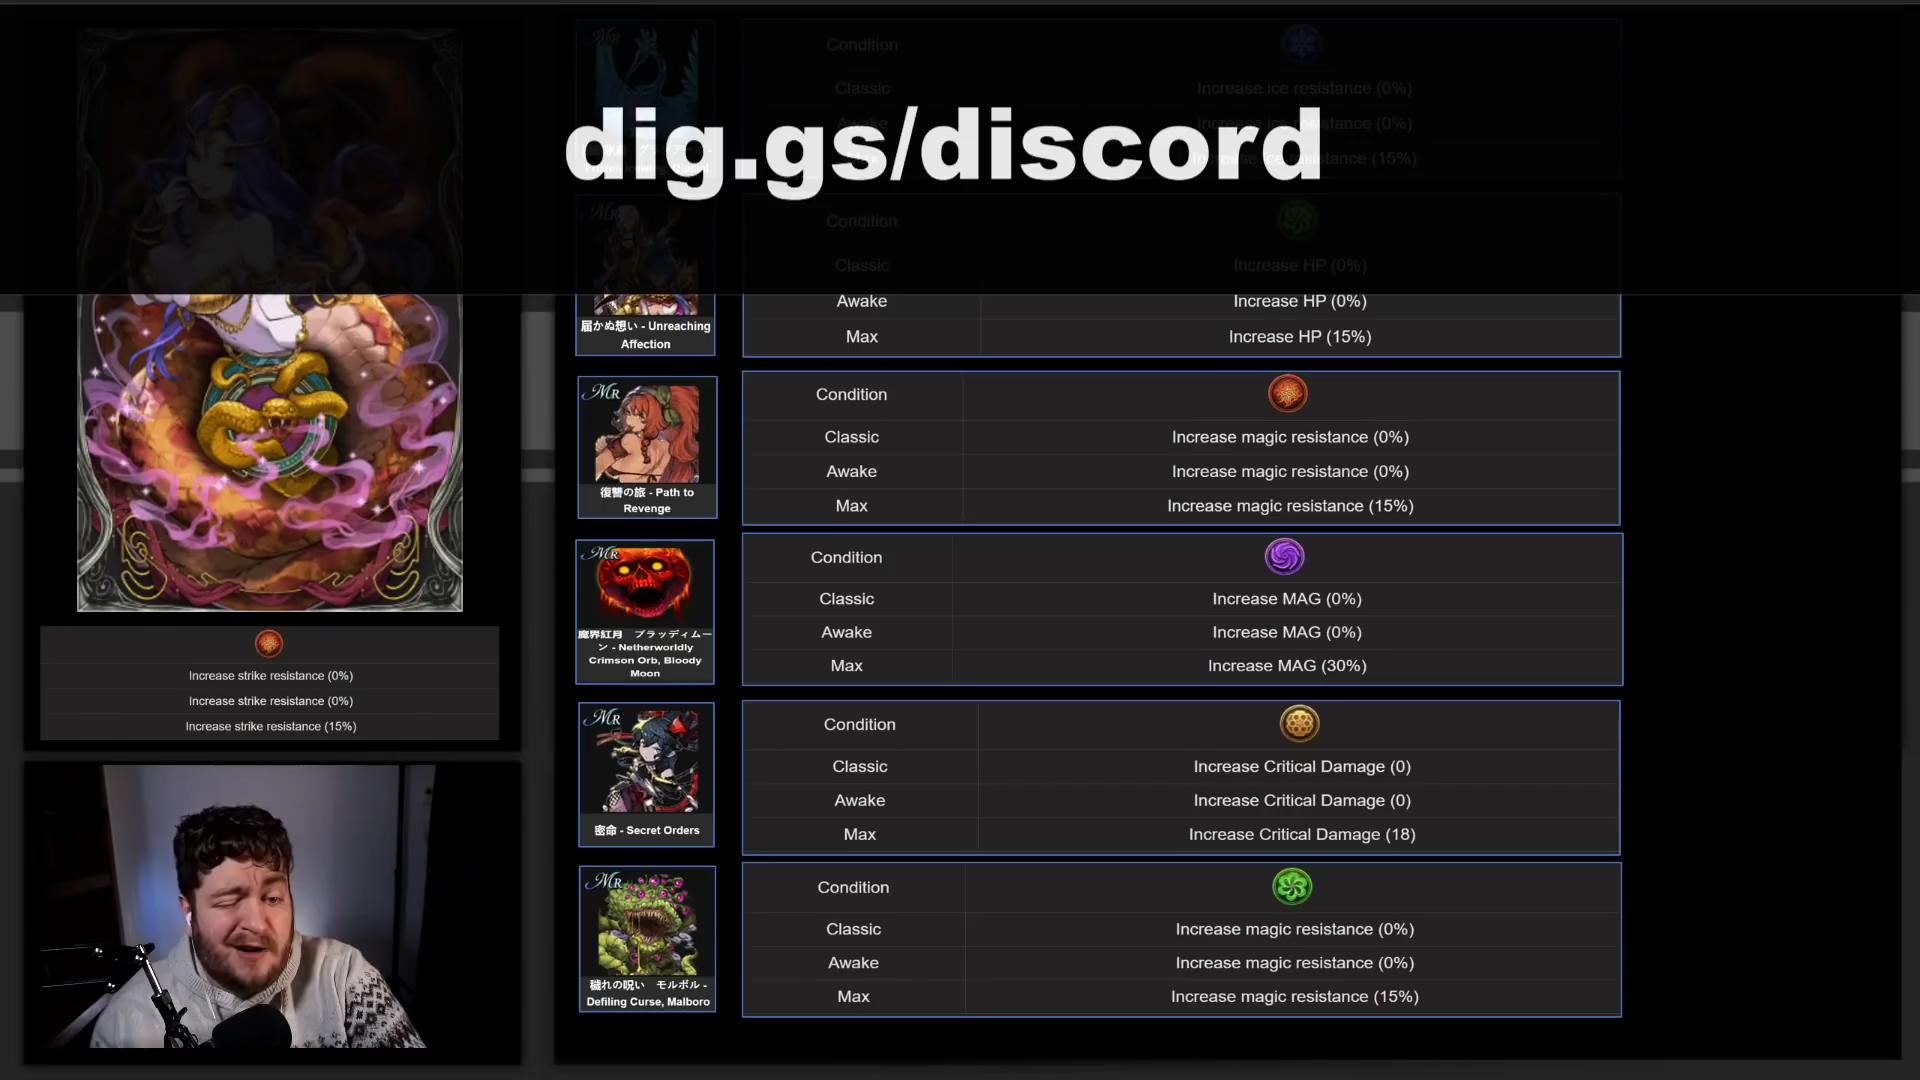 dig.gs/discord
MR
Condition
Classic
Increase ice resistance (0%)
Condition
Classic
Increase HP (0%)
Awake
Increase HP (0%)
Max
Increase HP (15%)
届かぬ想い - Unreaching
Affection
MR
復讐の旅 - Path to
Revenge
Condition
Classic
Increase magic resistance (0%)
Awake
Increase magic resistance (0%)
Max
Increase magic resistance (15%)
MR
魔界紅月 ブラッディムー
ン - Netherworldly
Crimson Orb, Bloody
Moon
Condition
Classic
Increase MAG (0%)
Awake
Increase MAG (0%)
Max
Increase MAG (30%)
MR
密命 - Secret Orders
Condition
Classic
Increase Critical Damage (0)
Awake
Increase Critical Damage (0)
Max
Increase Critical Damage (18)
MR
穢れの呪い モルボル -
Defiling Curse, Malboro
Condition
Classic
Increase magic resistance (0%)
Awake
Increase magic resistance (0%)
Max
Increase magic resistance (15%)
Increase strike resistance (0%)
Increase strike resistance (0%)
Increase strike resistance (15%)